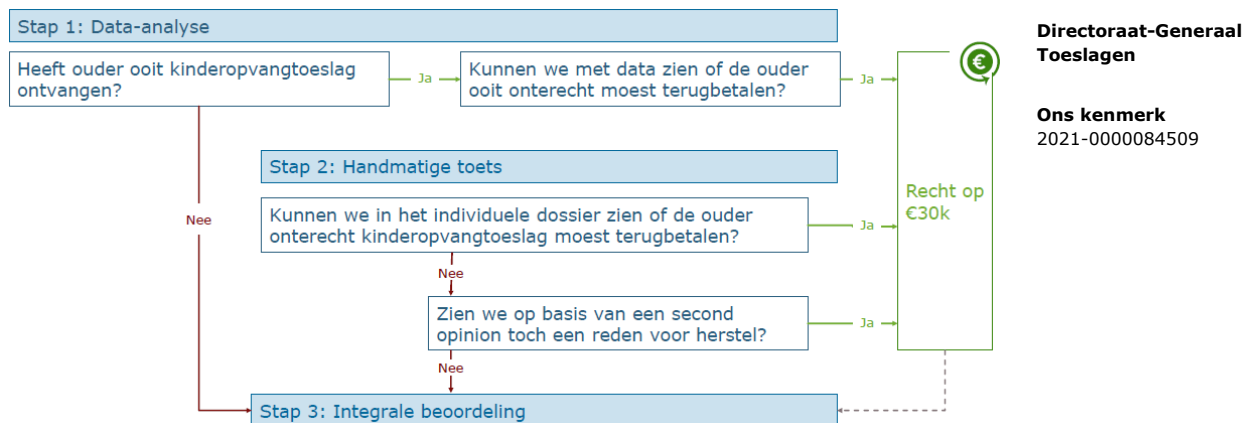 Stap 1: Data-analyse
Heeft ouder ooit kinderopvangtoeslag
ontvangen?
Ja
Kunnen we met data zien of de ouder
ooit onterecht moest terugbetalen?
Ja
€
Directoraat-Generaal
Toeslagen
Ons kenmerk
2021-0000084509
Stap 2: Handmatige toets
Nee
Kunnen we in het individuele dossier zien of de ouder
onterecht kinderopvangtoeslag moest terugbetalen?
Ja
Recht op
€30k
Nee
Zien we op basis van een second
opinion toch een reden voor herstel?
Ja
Nee
Stap 3: Integrale beoordeling